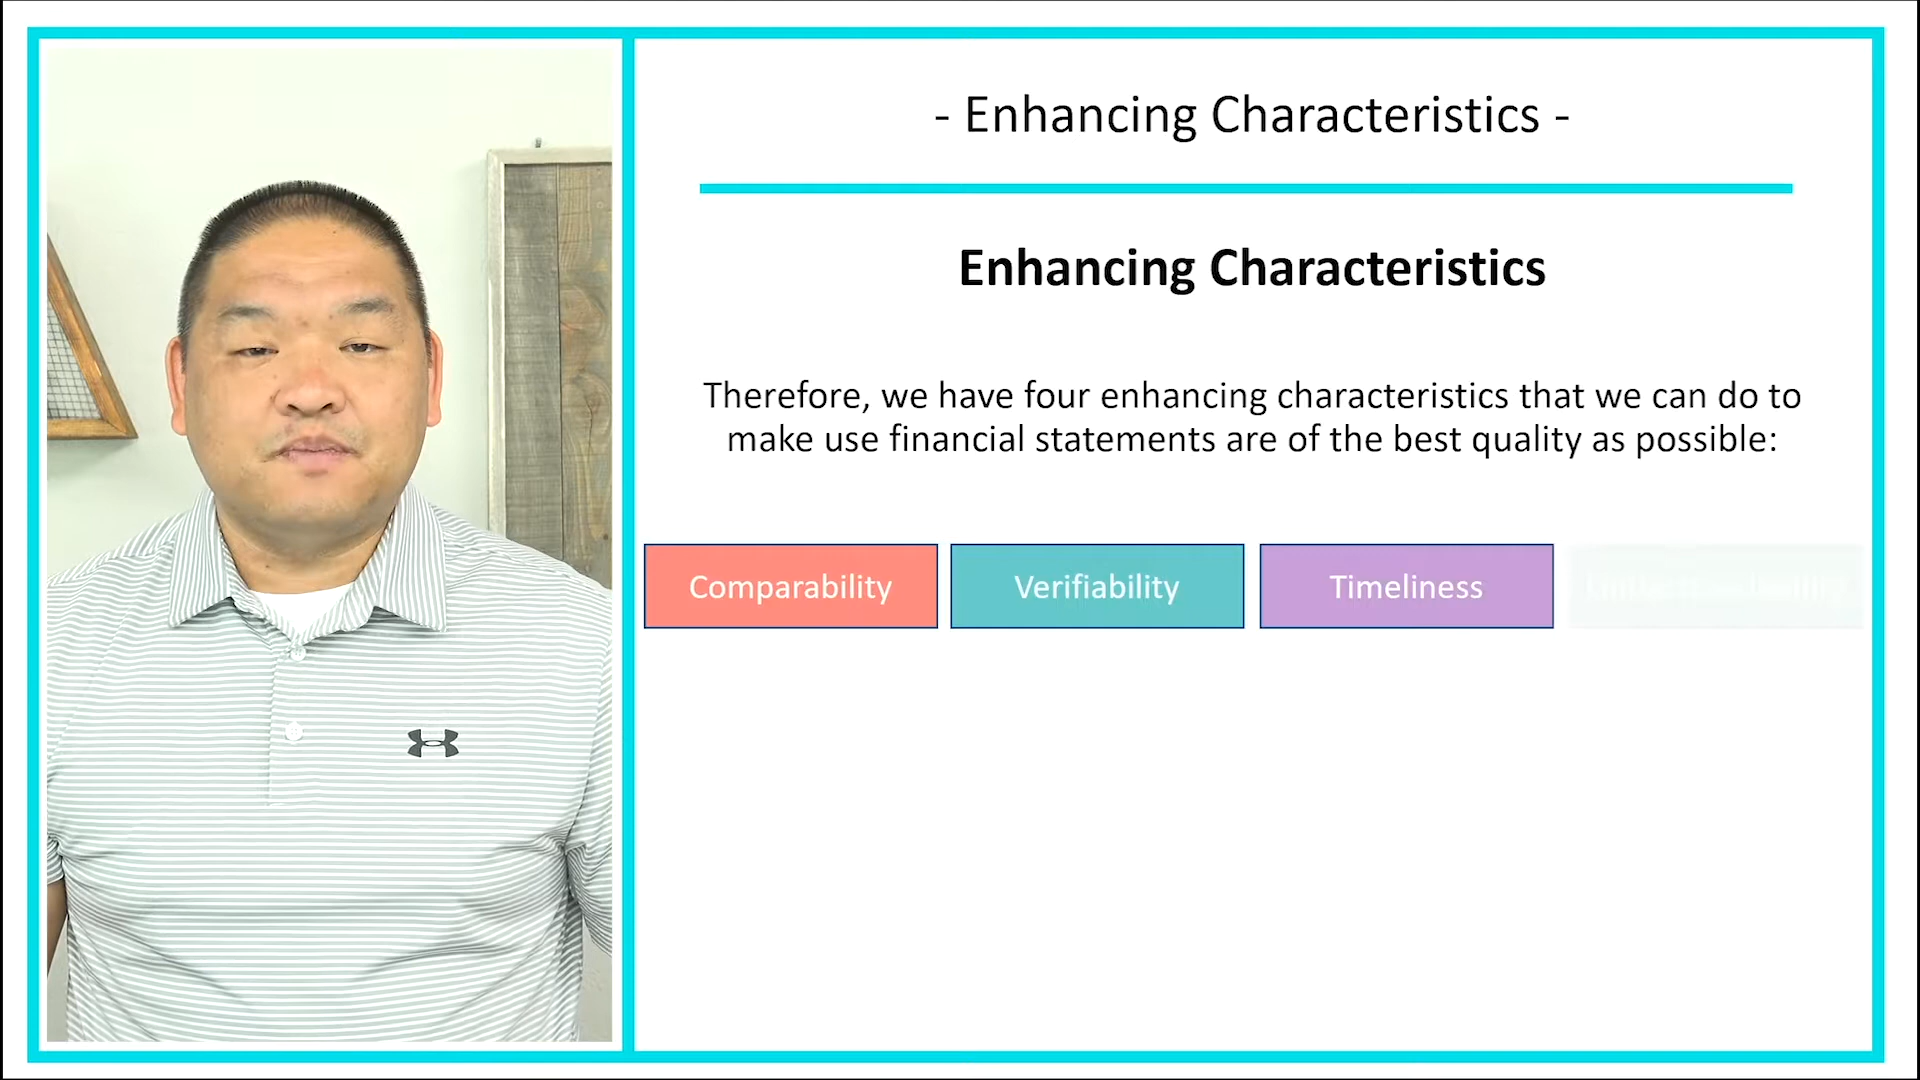 - Enhancing Characteristics -
Enhancing Characteristics
Therefore, we have four enhancing characteristics that we can do to
make use financial statements are of the best quality as possible:
Comparability
Verifiability
Timeliness